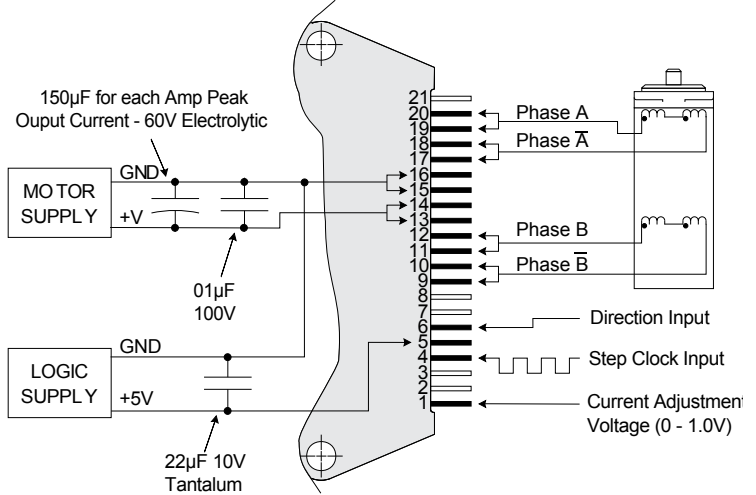 150µF for each Amp Peak
Ouput Current - 60V Electrolytic
GND
MOTOR
SUPPLY
+V
01µF
100V
GND
LOGIC
SUPPLY
+5V
22µF 10V
Tantalum
21
20
19
18
17
16
15
14
13
12
11
10
9
8
7
6
5
4
3
2
1
Phase A
Phase A̅
Phase B
Phase B̅
Direction Input
Step Clock Input
Current Adjustment
Voltage (0 - 1.0V)